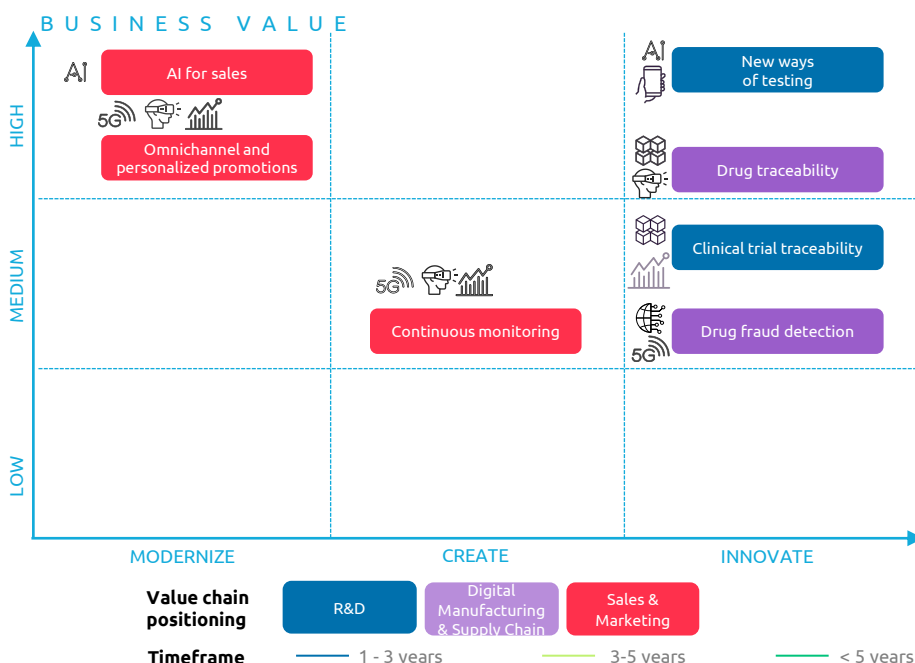 BUSINESS VALUE
HIGH
MEDIUM
LOW
AI
AI for sales
5G
Omnichannel and
personalized promotions
AI
New ways
of testing
Drug traceability
Clinical trial traceability
5G
Continuous monitoring
5G
Drug fraud detection
MODERNIZE
CREATE
INNOVATE
Value chain
positioning
R&D
Digital
Manufacturing
& Supply Chain
Sales &
Marketing
Timeframe
1 - 3 years
3-5 years
< 5 years